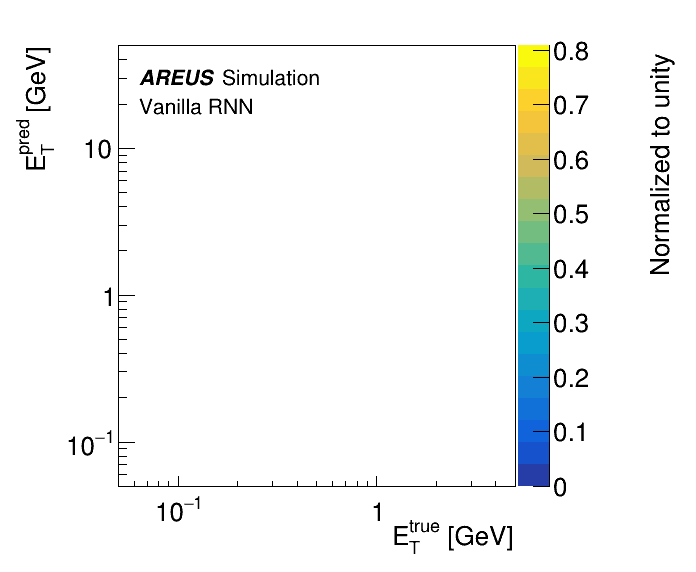 AREUS Simulation
Vanilla RNN
E_T^pred [GeV]
10
1
10⁻¹
10⁻¹
1
E_T^true [GeV]
0.8
0.7
0.6
0.5
0.4
0.3
0.2
0.1
0
Normalized to unity